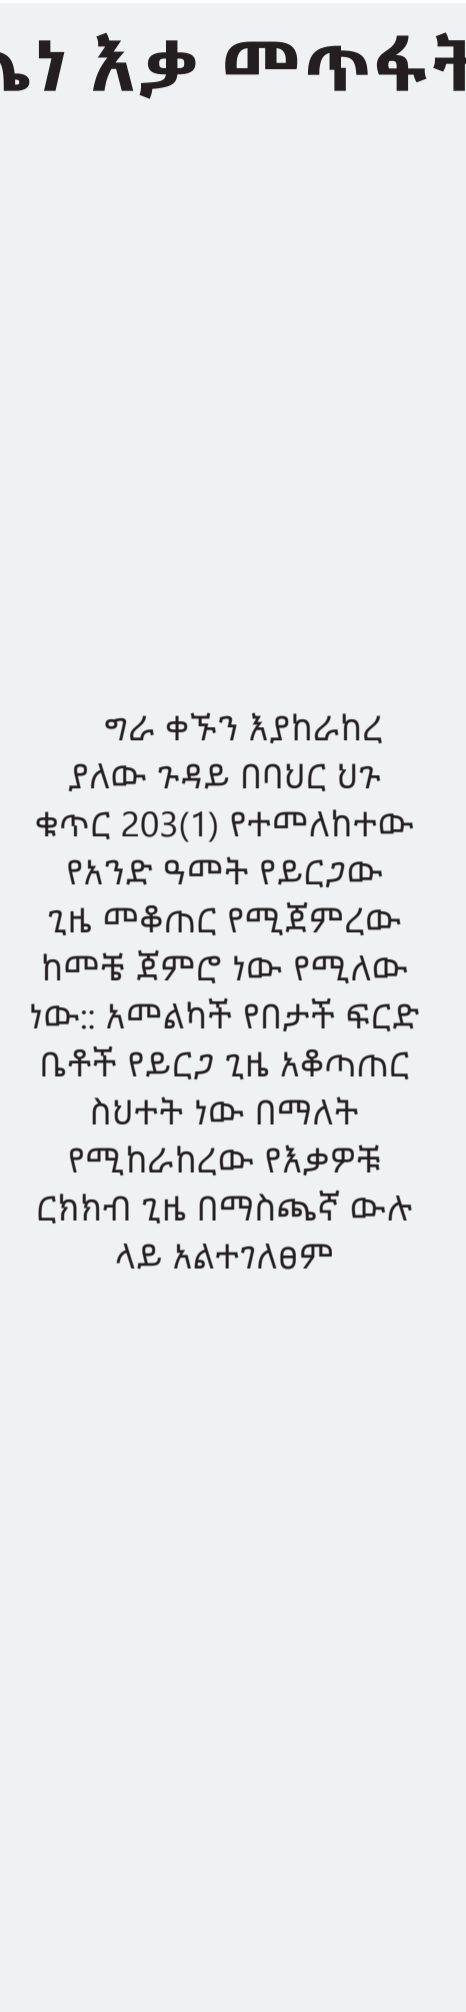 እቃ መጥፋት
ግራ ቀኙን እያከራከረ
ያለው ጉዳይ በባህር ህጉ
ቁጥር 203(1) የተመለከተው
የአንድ ዓመት የይርጋው
ጊዜ መቆጠር የሚጀምረው
ከመቼ ጀምሮ ነው የሚለው
ነው:: አመልካች የበታች ፍርድ
ቤቶች የይርጋ ጊዜ አቆጣጠር
ስህተት ነው በማለት
የሚከራከረው የእቃዎቹ
ርክክብ ጊዜ በማስጫኛ ውሉ
ላይ አልተገለፀም